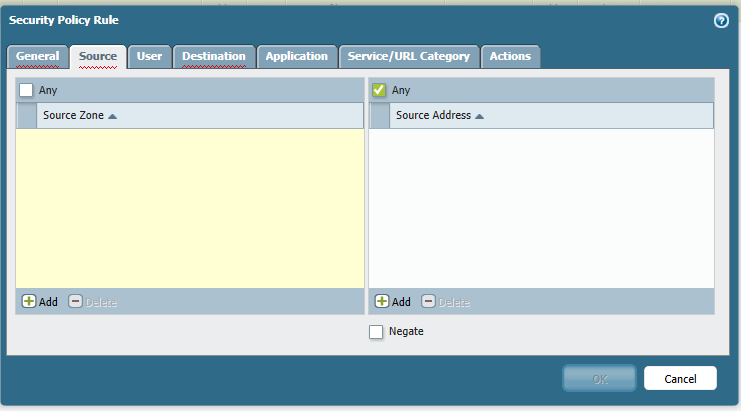 Security Policy Rule
General Source User Destination Application Service/URL Category Actions
Any Any
Source Zone Source Address
Add Delete Add Delete
Negate
OK Cancel